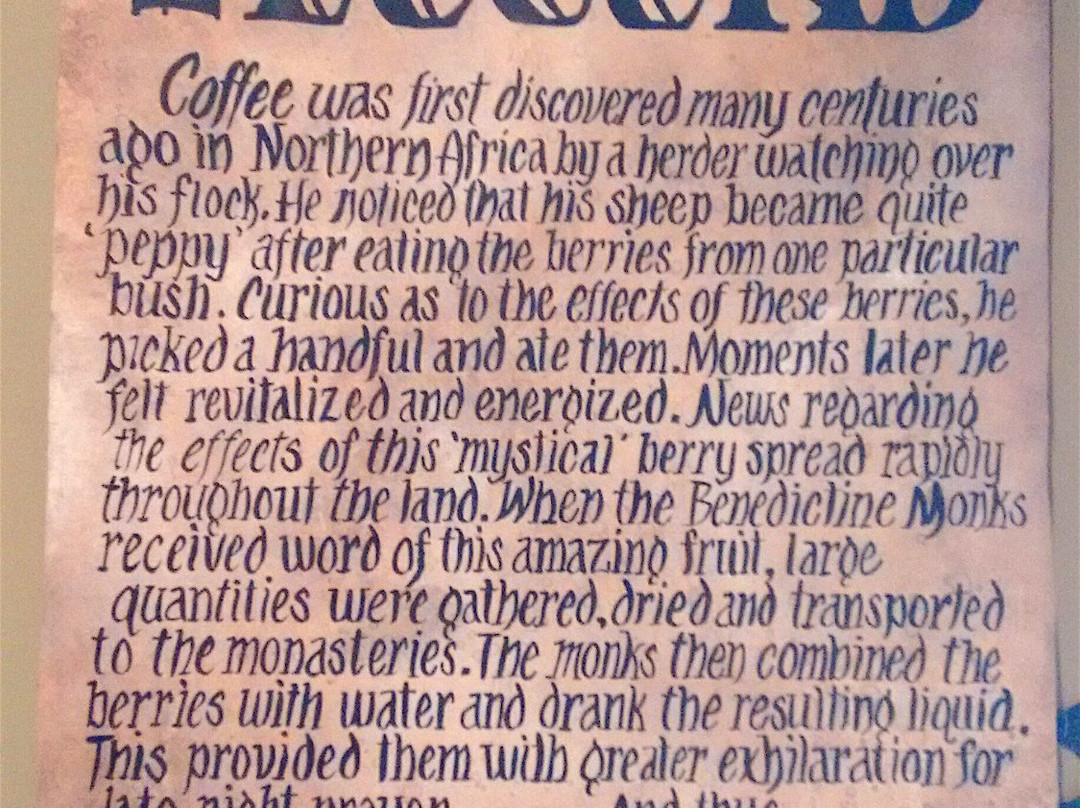 Coffee was first discovered many centuries
ago in Northern Africa by a herder watching over
his flock. He noticed that his sheep became quite
'peppy' after eating the berries from one particular
bush. Curious as to the effects of these berries, he
picked a handful and ate them. Moments later he
felt revitalized and energized. News regarding
the effects of this 'mystical' berry spread rapidly
throughout the land. When the Benedictine Monks
received word of this amazing fruit, large
quantities were gathered, dried and transported
to the monasteries. The monks then combined the
berries with water and drank the resulting liquid.
This provided them with greater exhilaration for
late night And thus